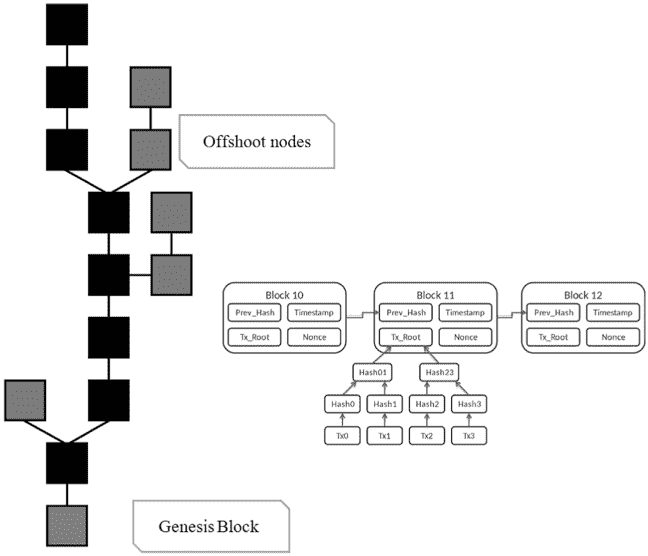 Offshoot nodes
Block 10
Block 11
Block 12
Prev_Hash Timestamp
Prev_Hash Timestamp
Prev_Hash Timestamp
Tx_Root Nonce
Tx_Root Nonce
Tx_Root Nonce
Hash01 Hash23
Hash0 Hash1 Hash2 Hash3
Tx0 Tx1 Tx2 Tx3
Genesis Block